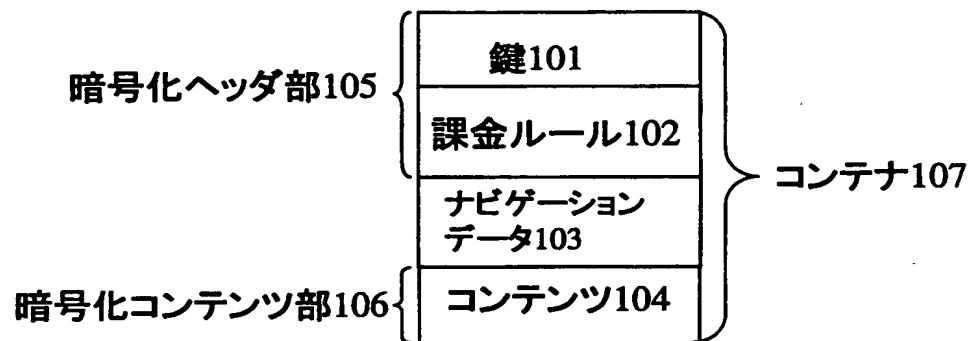 鍵101
暗号化ヘッダ部105
課金ルール102
コンテナ107
ナビゲーション
データ103
暗号化コンテンツ部106
コンテンツ104